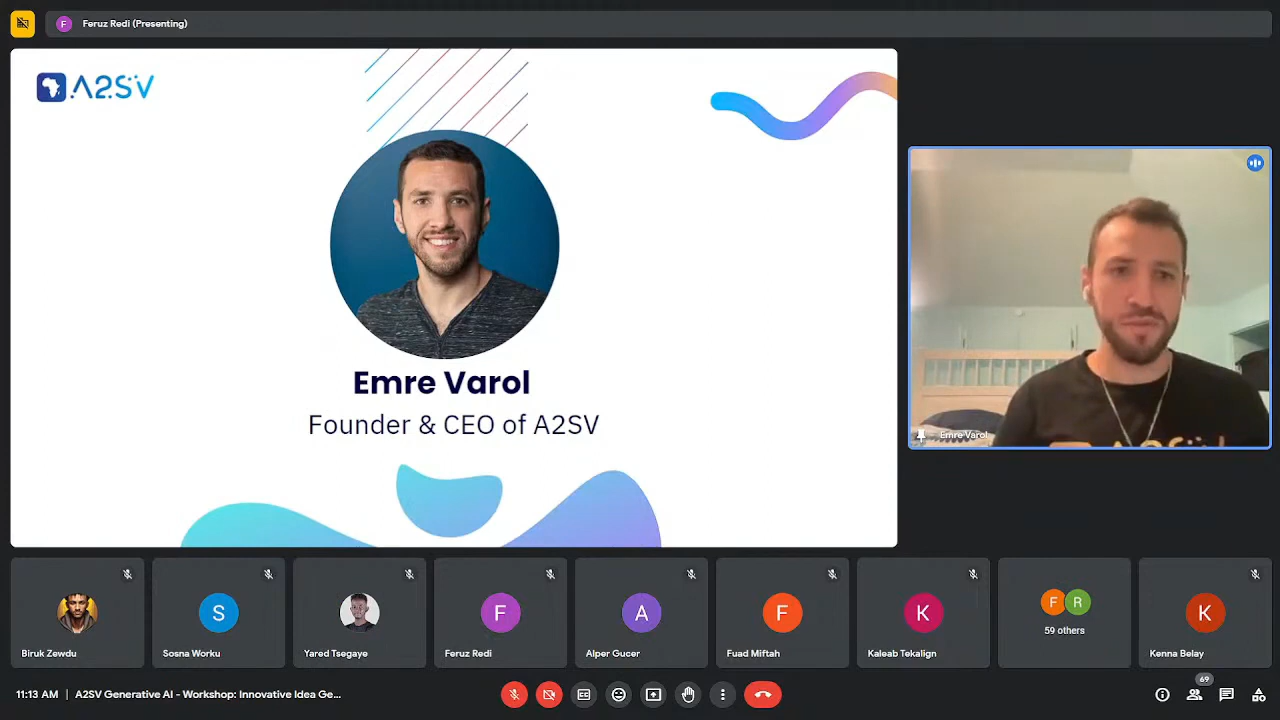 F
Feruz Redi (Presenting)
A2SV
Emre Varol
Founder & CEO of A2SV
Emre Varol
Biruk Zewdu
S
Sosna Worku
Yared Tsegaye
F
Feruz Redi
A
Alper Gucer
F
Fuad Miftah
K
Kaleab Tekalign
F R
59 others
K
Kenna Belay
11:13 AM | A2SV Generative AI - Workshop: Innovative Idea Ge...
69